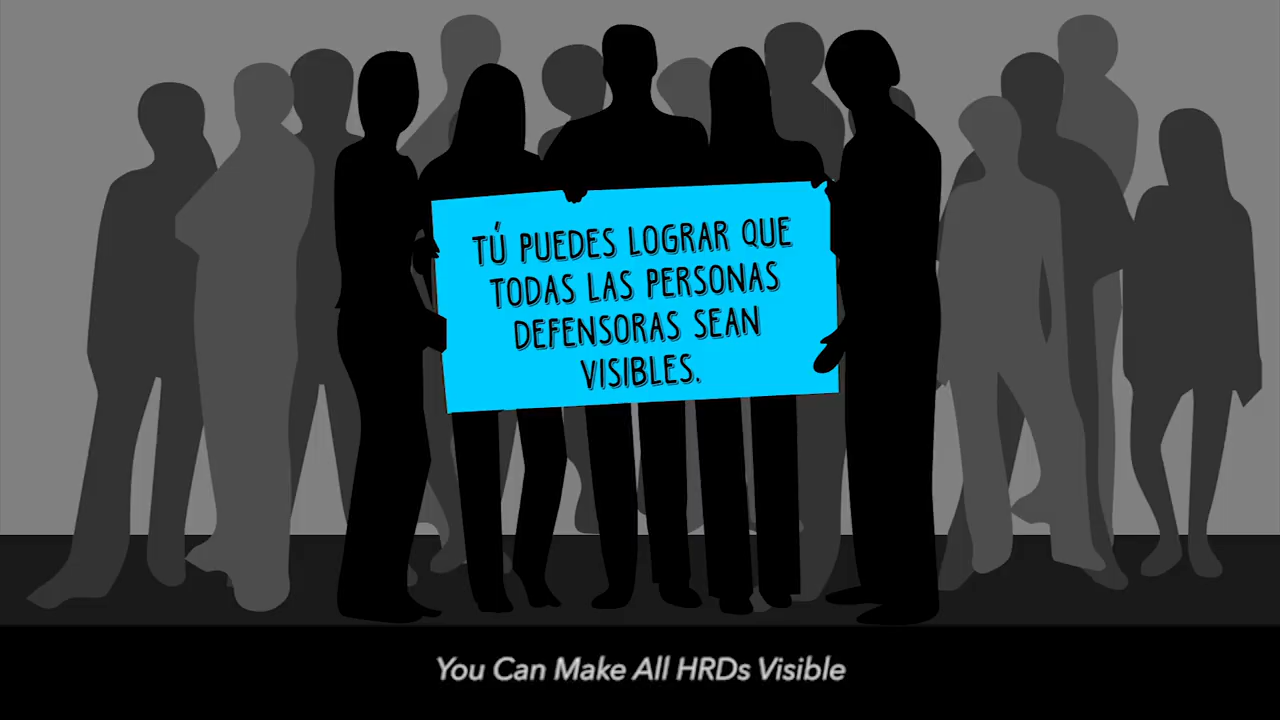 TÚ PUEDES LOGRAR QUE
TODAS LAS PERSONAS
DEFENSORAS SEAN
VISIBLES.
You Can Make All HRDs Visible